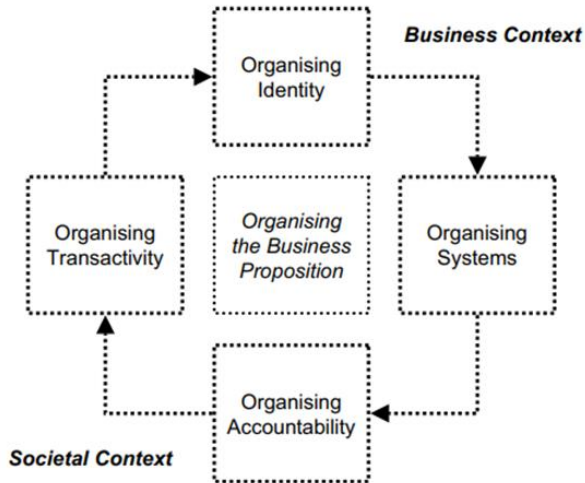 Business Context
Organising
Identity
Organising
Transactivity
Organising
the Business
Proposition
Organising
Systems
Organising
Accountability
Societal Context